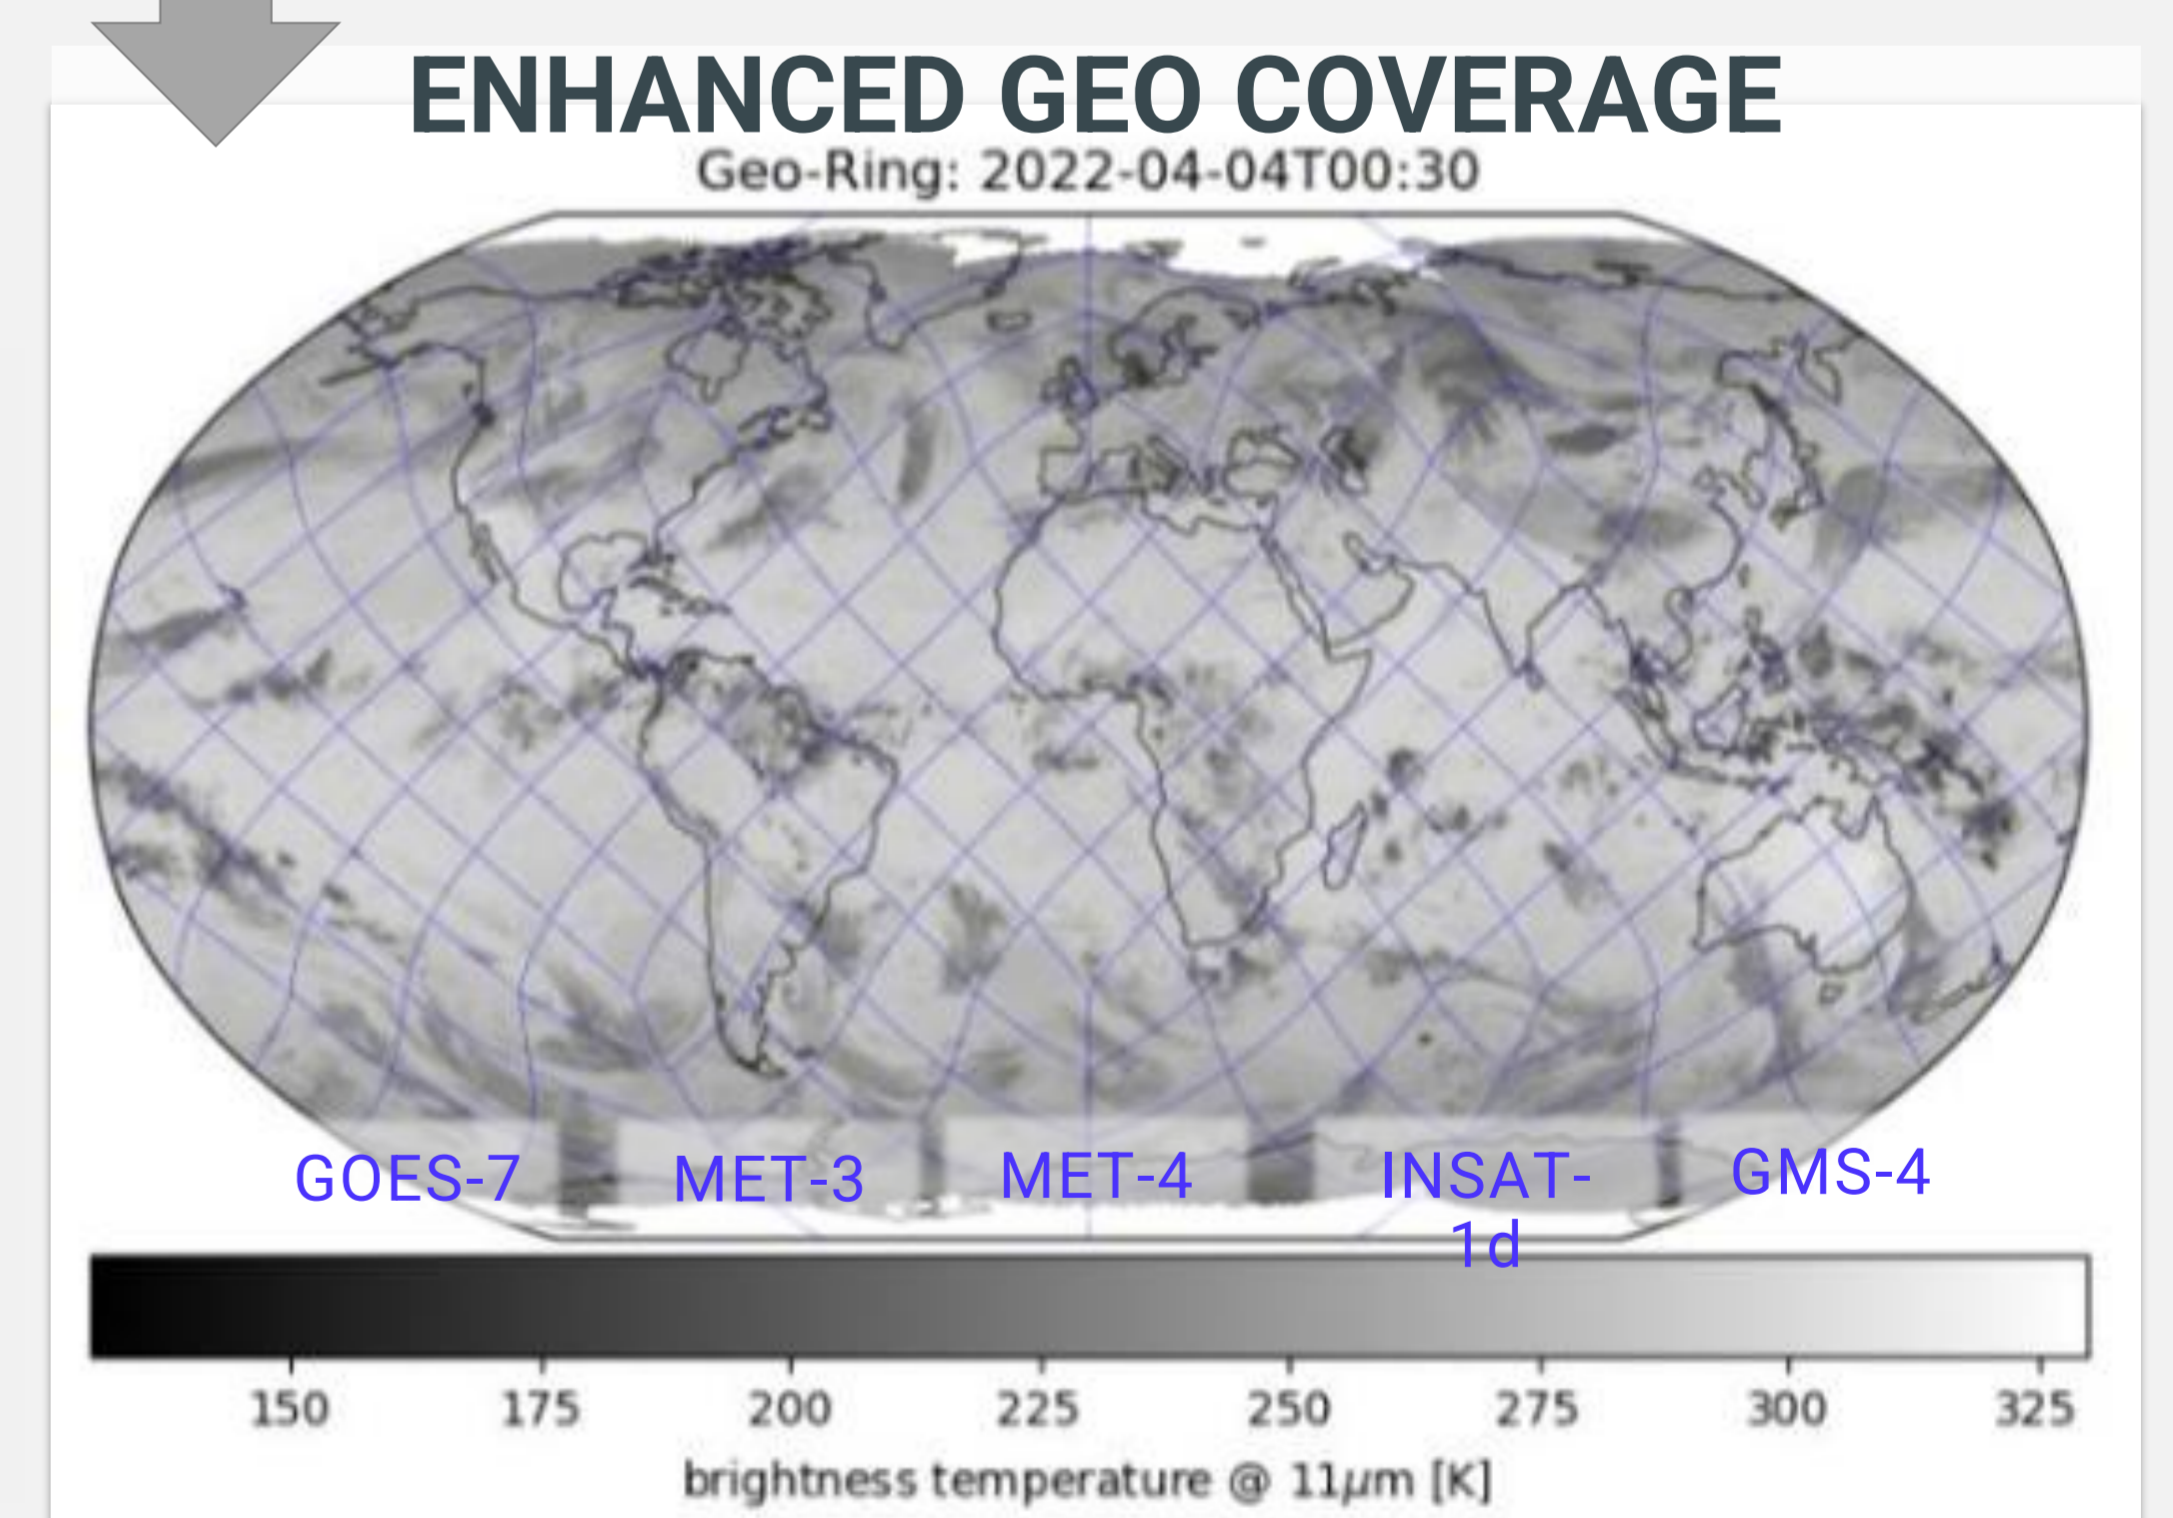 ENHANCED GEO COVERAGE
Geo-Ring: 2022-04-04T00:30
GOES-7 MET-3 MET-4 INSAT- GMS-4
1d
150 175 200 225 250 275 300 325
brightness temperature @ 11μm [K]